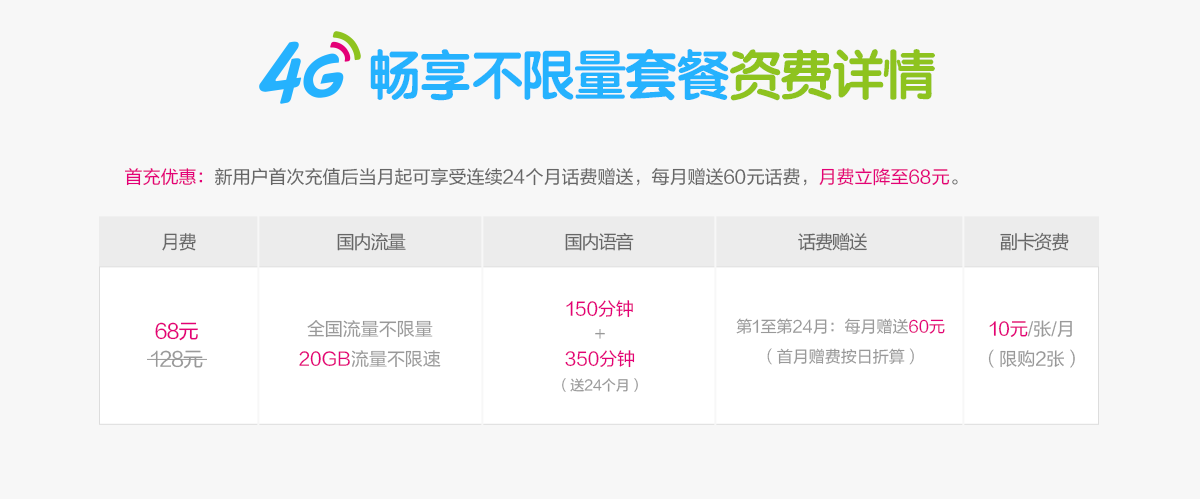 4G 畅享不限量套餐资费详情
首充优惠：新用户首次充值后当月起可享受连续24个月话费赠送，每月赠送60元话费，月费立降至68元。
月费 国内流量 国内语音 话费赠送 副卡资费
68元
128元
全国流量不限量
20GB流量不限速
150分钟
+
350分钟
（送24个月）
第1至第24月：每月赠送60元
（首月赠费按日折算）
10元/张/月
（限购2张）